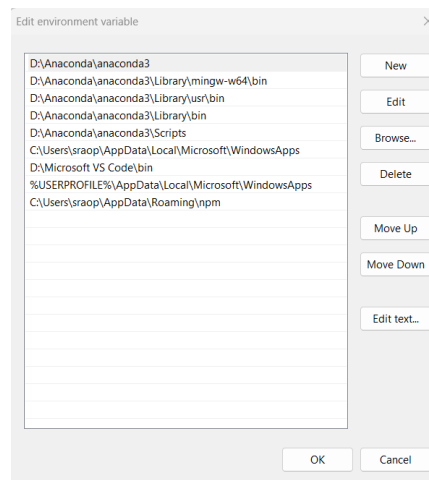 Edit environment variable
D:\Anaconda\anaconda3
D:\Anaconda\anaconda3\Library\mingw-w64\bin
D:\Anaconda\anaconda3\Library\usr\bin
D:\Anaconda\anaconda3\Library\bin
D:\Anaconda\anaconda3\Scripts
C:\Users\sraop\AppData\Local\Microsoft\WindowsApps
D:\Microsoft VS Code\bin
%USERPROFILE%\AppData\Local\Microsoft\WindowsApps
C:\Users\sraop\AppData\Roaming\npm
New
Edit
Browse...
Delete
Move Up
Move Down
Edit text...
OK
Cancel